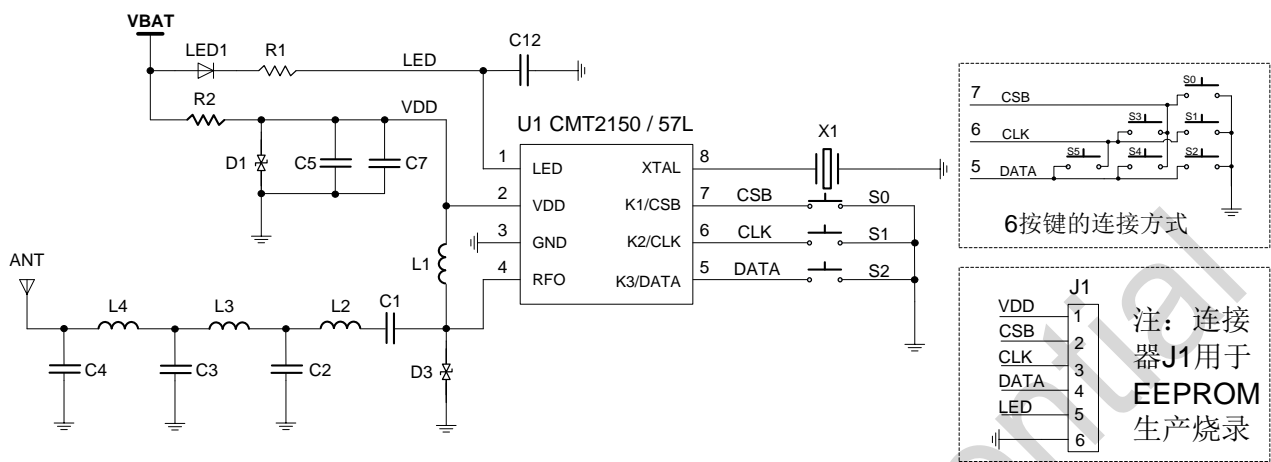 VBAT
LED1
R1
LED
C12
R2
VDD
D1
C5
C7
U1 CMT2150 / 57L
1
LED
2
VDD
3
GND
4
RFO
XTAL
8
K1/CSB
7
CSB
K2/CLK
6
CLK
K3/DATA
5
DATA
X1
S0
S1
S2
L1
ANT
L4
L3
L2
C1
C4
C3
C2
D3
7 CSB
6 CLK
5 DATA
S0
S3
S1
S5
S4
S2
6按键的连接方式
J1
VDD 1
CSB 2
CLK 3
DATA 4
LED 5
6
注：连接
器J1用于
EEPROM
生产烧录
ential